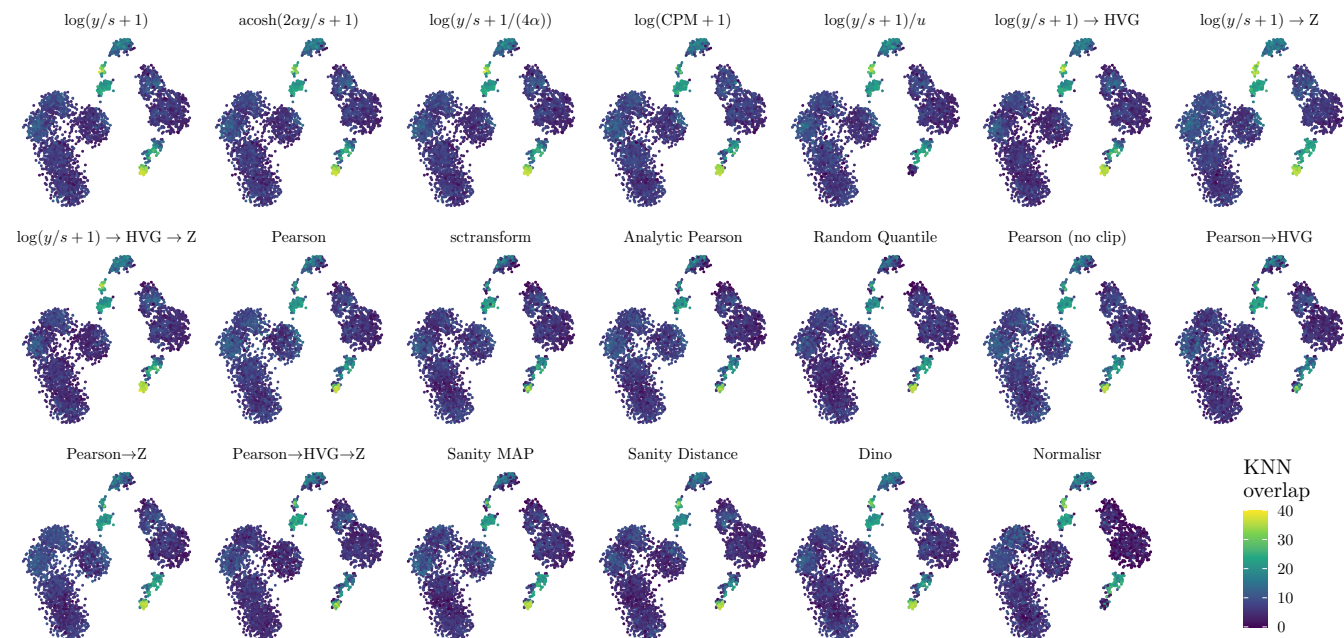 log(y/s + 1)
acosh(2αy/s + 1)
log(y/s + 1/(4α))
log(CPM + 1)
log(y/s + 1)/u
log(y/s + 1) → HVG
log(y/s + 1) → Z
log(y/s + 1) → HVG → Z
Pearson
sctransform
Analytic Pearson
Random Quantile
Pearson (no clip)
Pearson→HVG
Pearson→Z
Pearson→HVG→Z
Sanity MAP
Sanity Distance
Dino
Normalisr
KNN
overlap
40
30
20
10
0